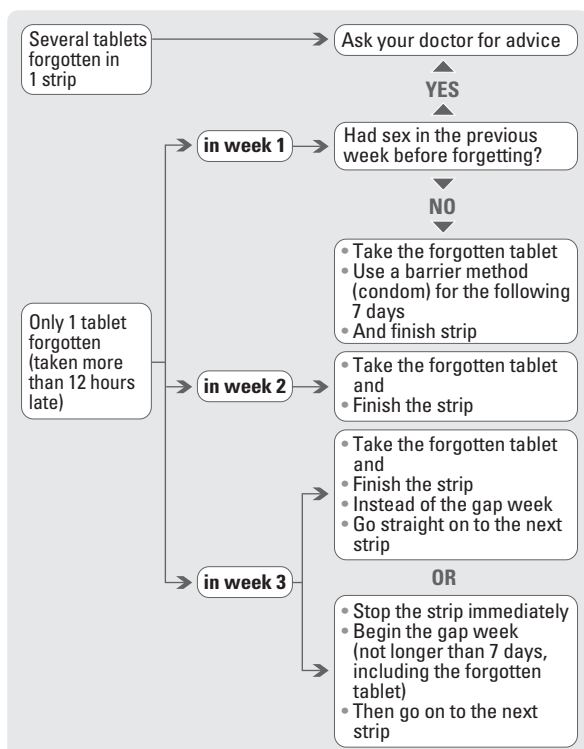 Several tablets
forgotten in
1 strip
Ask your doctor for advice
YES
in week 1
Had sex in the previous
week before forgetting?
NO
• Take the forgotten tablet
• Use a barrier method
(condom) for the following
7 days
• And finish strip
Only 1 tablet
forgotten
(taken more
than 12 hours
late)
in week 2
• Take the forgotten tablet
and
• Finish the strip
in week 3
• Take the forgotten tablet
and
• Finish the strip
• Instead of the gap week
• Go straight on to the next
strip
OR
• Stop the strip immediately
• Begin the gap week
(not longer than 7 days,
including the forgotten
tablet)
• Then go on to the next
strip